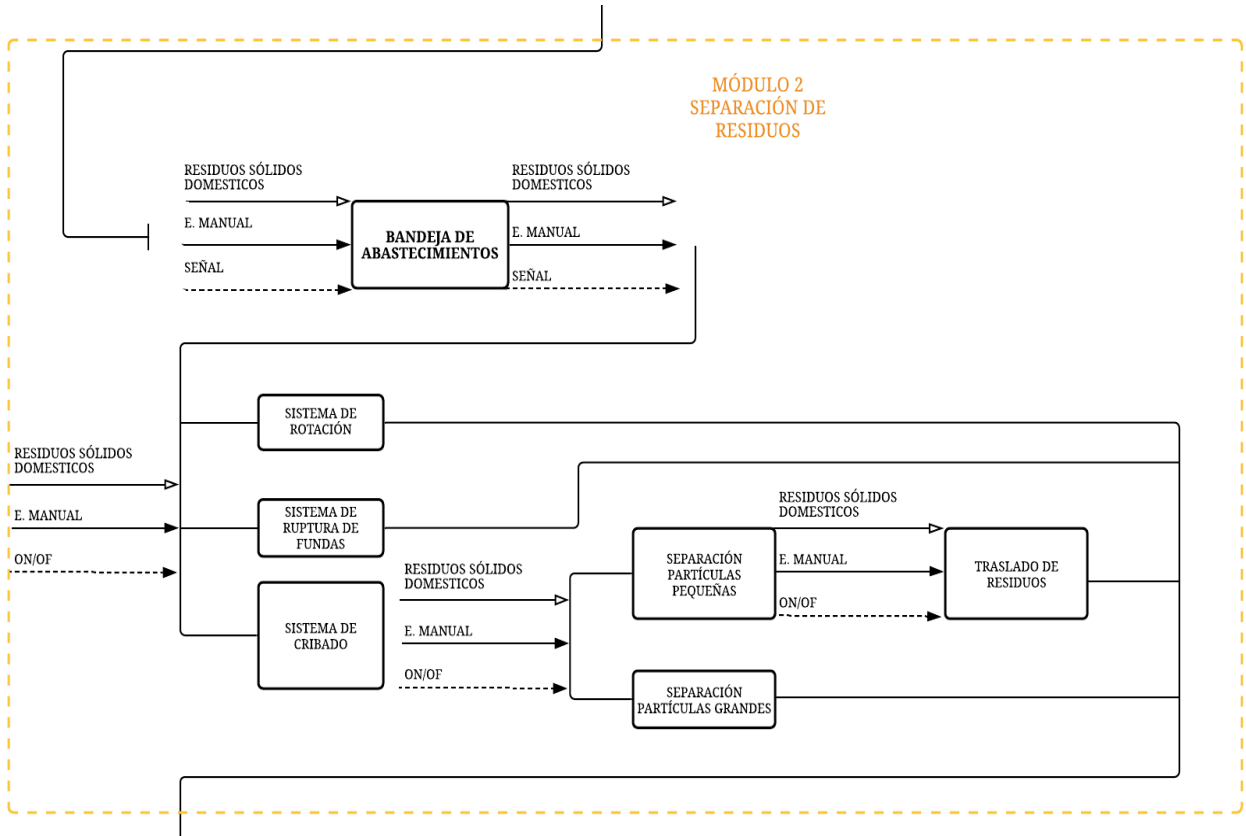 MÓDULO 2
SEPARACIÓN DE
RESIDUOS
RESIDUOS SÓLIDOS
DOMESTICOS
E. MANUAL
SEÑAL
BANDEJA DE
ABASTECIMIENTOS
RESIDUOS SÓLIDOS
DOMESTICOS
E. MANUAL
SEÑAL
RESIDUOS SÓLIDOS
DOMESTICOS
E. MANUAL
ON/OF
SISTEMA DE
ROTACIÓN
SISTEMA DE
RUPTURA DE
FUNDAS
SISTEMA DE
CRIBADO
RESIDUOS SÓLIDOS
DOMESTICOS
E. MANUAL
ON/OF
SEPARACIÓN
PARTÍCULAS
PEQUEÑAS
RESIDUOS SÓLIDOS
DOMESTICOS
E. MANUAL
ON/OF
TRASLADO DE
RESIDUOS
SEPARACIÓN
PARTÍCULAS GRANDES